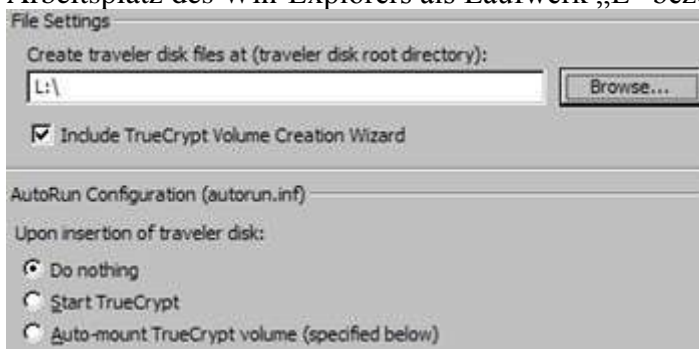 Arbeitsplatz des Win-Explorers als Laufwerk „L“
File Settings
Create traveler disk files at (traveler disk root directory):
L:\
Browse...
Include TrueCrypt Volume Creation Wizard
AutoRun Configuration (autorun.inf)
Upon insertion of traveler disk:
Do nothing
Start TrueCrypt
Auto-mount TrueCrypt volume (specified below)